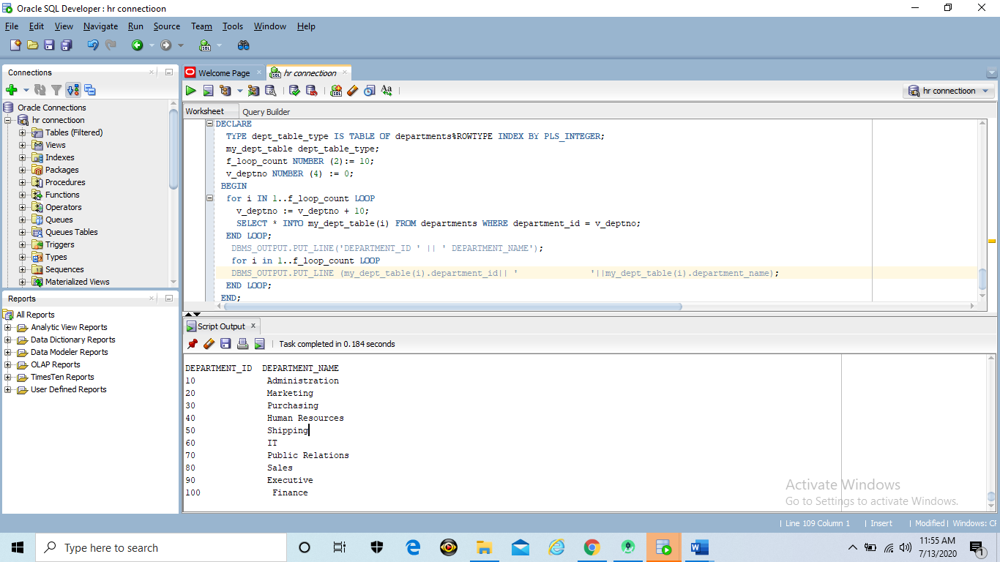 Oracle SQL Developer : hr connectioon
File Edit View Navigate Run Source Team Tools Window Help
Connections
Oracle Connections
hr connectioon
Tables (Filtered)
Views
Indexes
Packages
Procedures
Functions
Operators
Queues
Queues Tables
Triggers
Types
Sequences
Materialized Views
Reports
All Reports
Analytic View Reports
Data Dictionary Reports
Data Modeler Reports
OLAP Reports
TimesTen Reports
User Defined Reports
Welcome Page hr connectioon
hr connectioon
Worksheet Query Builder
DECLARE
TYPE dept_table_type IS TABLE OF departments%ROWTYPE INDEX BY PLS_INTEGER;
my_dept_table dept_table_type;
f_loop_count NUMBER (2):= 10;
v_deptno NUMBER (4) := 0;
BEGIN
for i IN 1..f_loop_count LOOP
v_deptno := v_deptno + 10;
SELECT * INTO my_dept_table(i) FROM departments WHERE department_id = v_deptno;
END LOOP;
DBMS_OUTPUT.PUT_LINE('DEPARTMENT_ID ' || ' DEPARTMENT_NAME');
for i in 1..f_loop_count LOOP
DBMS_OUTPUT.PUT_LINE (my_dept_table(i).department_id|| '              '||my_dept_table(i).department_name);
END LOOP;
END;
Script Output
Task completed in 0.184 seconds
DEPARTMENT_ID DEPARTMENT_NAME
10 Administration
20 Marketing
30 Purchasing
40 Human Resources
50 Shipping
60 IT
70 Public Relations
80 Sales
90 Executive
100 Finance
Activate Windows
Go to Settings to activate Windows.
| Line 109 Column 1 | Insert | Modified | Windows: CF
Type here to search
11:55 AM
7/13/2020
1